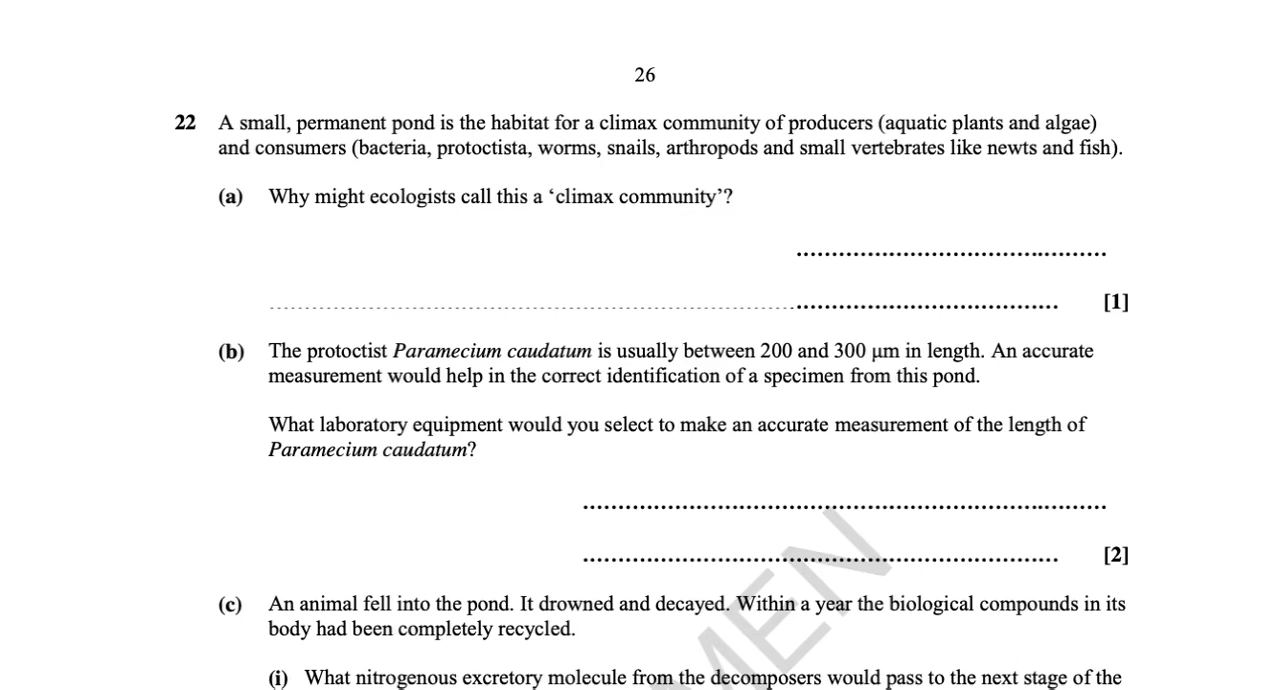 26
22 A small, permanent pond is the habitat for a climax community of producers (aquatic plants and algae)
and consumers (bacteria, protoctista, worms, snails, arthropods and small vertebrates like newts and fish).
(a) Why might ecologists call this a ‘climax community’?
....................................................
.................................................................................................... [1]
(b) The protoctist Paramecium caudatum is usually between 200 and 300 μm in length. An accurate
measurement would help in the correct identification of a specimen from this pond.
What laboratory equipment would you select to make an accurate measurement of the length of
Paramecium caudatum?
....................................................................................
............................................................................ [2]
(c) An animal fell into the pond. It drowned and decayed. Within a year the biological compounds in its
body had been completely recycled.
(i) What nitrogenous excretory molecule from the decomposers would pass to the next stage of the
MEN